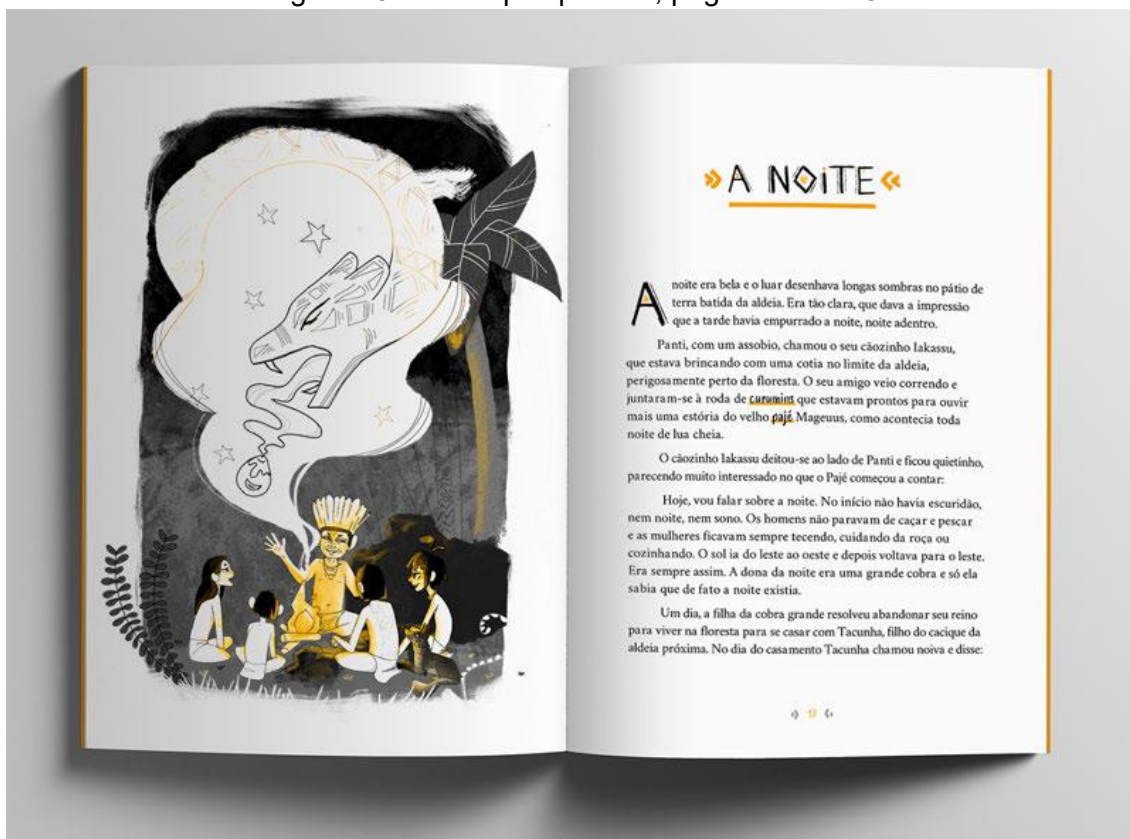 » A NOiTE «
A noite era bela e o luar desenhava longas sombras no pátio de
terra batida da aldeia. Era tão clara, que dava a impressão
que a tarde havia empurrado a noite, noite adentro.
Panti, com um assobio, chamou o seu cãozinho Iakassu,
que estava brincando com uma cotia no limite da aldeia,
perigosamente perto da floresta. O seu amigo veio correndo e
juntaram-se à roda de curumins que estavam prontos para ouvir
mais uma estória do velho pajé Mageuus, como acontecia toda
noite de lua cheia.
O cãozinho Iakassu deitou-se ao lado de Panti e ficou quietinho,
parecendo muito interessado no que o Pajé começou a contar:
Hoje, vou falar sobre a noite. No início não havia escuridão,
nem noite, nem sono. Os homens não paravam de caçar e pescar
e as mulheres ficavam sempre tecendo, cuidando da roça ou
cozinhando. O sol ia do leste ao oeste e depois voltava para o leste.
Era sempre assim. A dona da noite era uma grande cobra e só ela
sabia que de fato a noite existia.
Um dia, a filha da cobra grande resolveu abandonar seu reino
para viver na floresta para se casar com Tacunha, filho do cacique da
aldeia próxima. No dia do casamento Tacunha chamou noiva e disse: